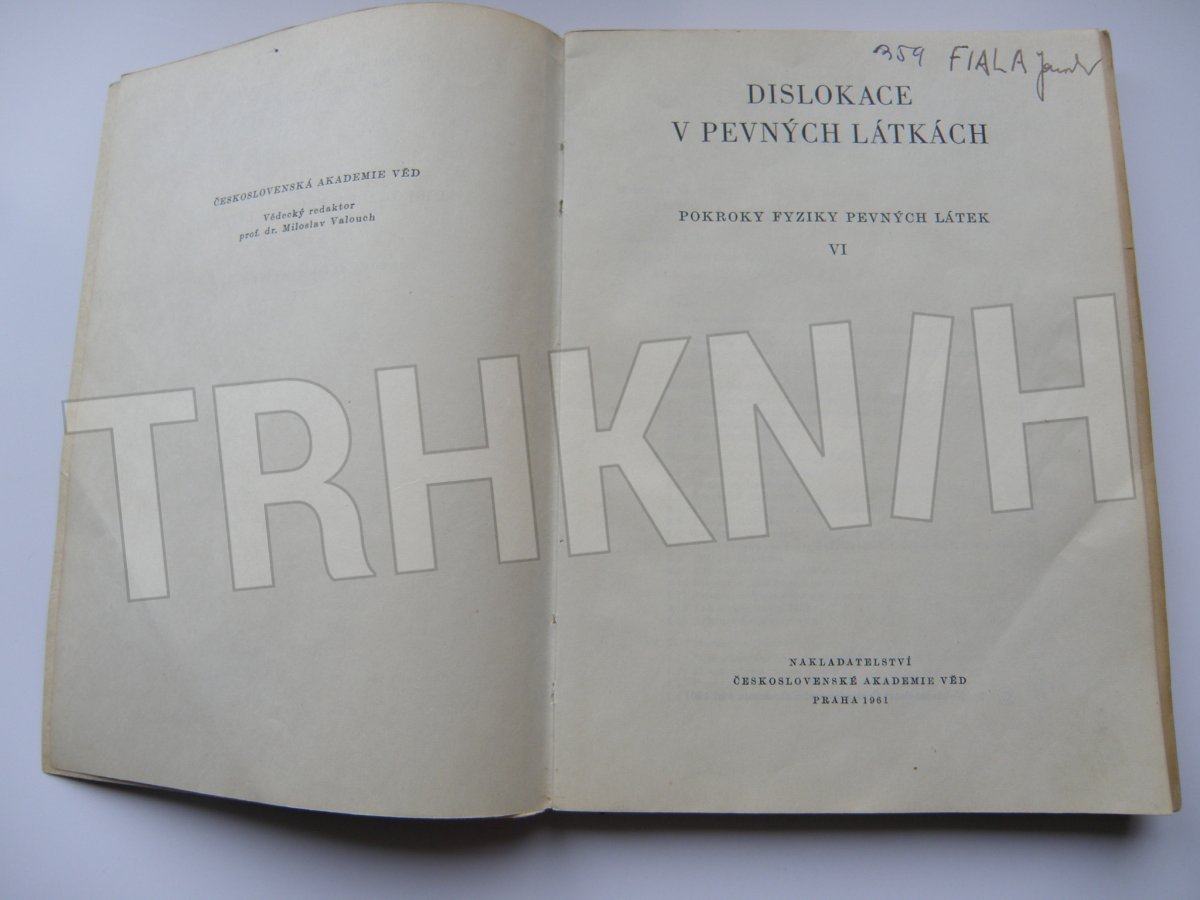 ČESKOSLOVENSKÁ AKADEMIE VĚD
Vědecký redaktor
prof. dr. Miloslav Valouch
359 FIALA
DISLOKACE
V PEVNÝCH LÁTKÁCH
POKROKY FYZIKY PEVNÝCH LÁTEK
VI
TRHKNIH
NAKLADATELSTVÍ
ČESKOSLOVENSKÉ AKADEMIE VĚD
PRAHA 1961